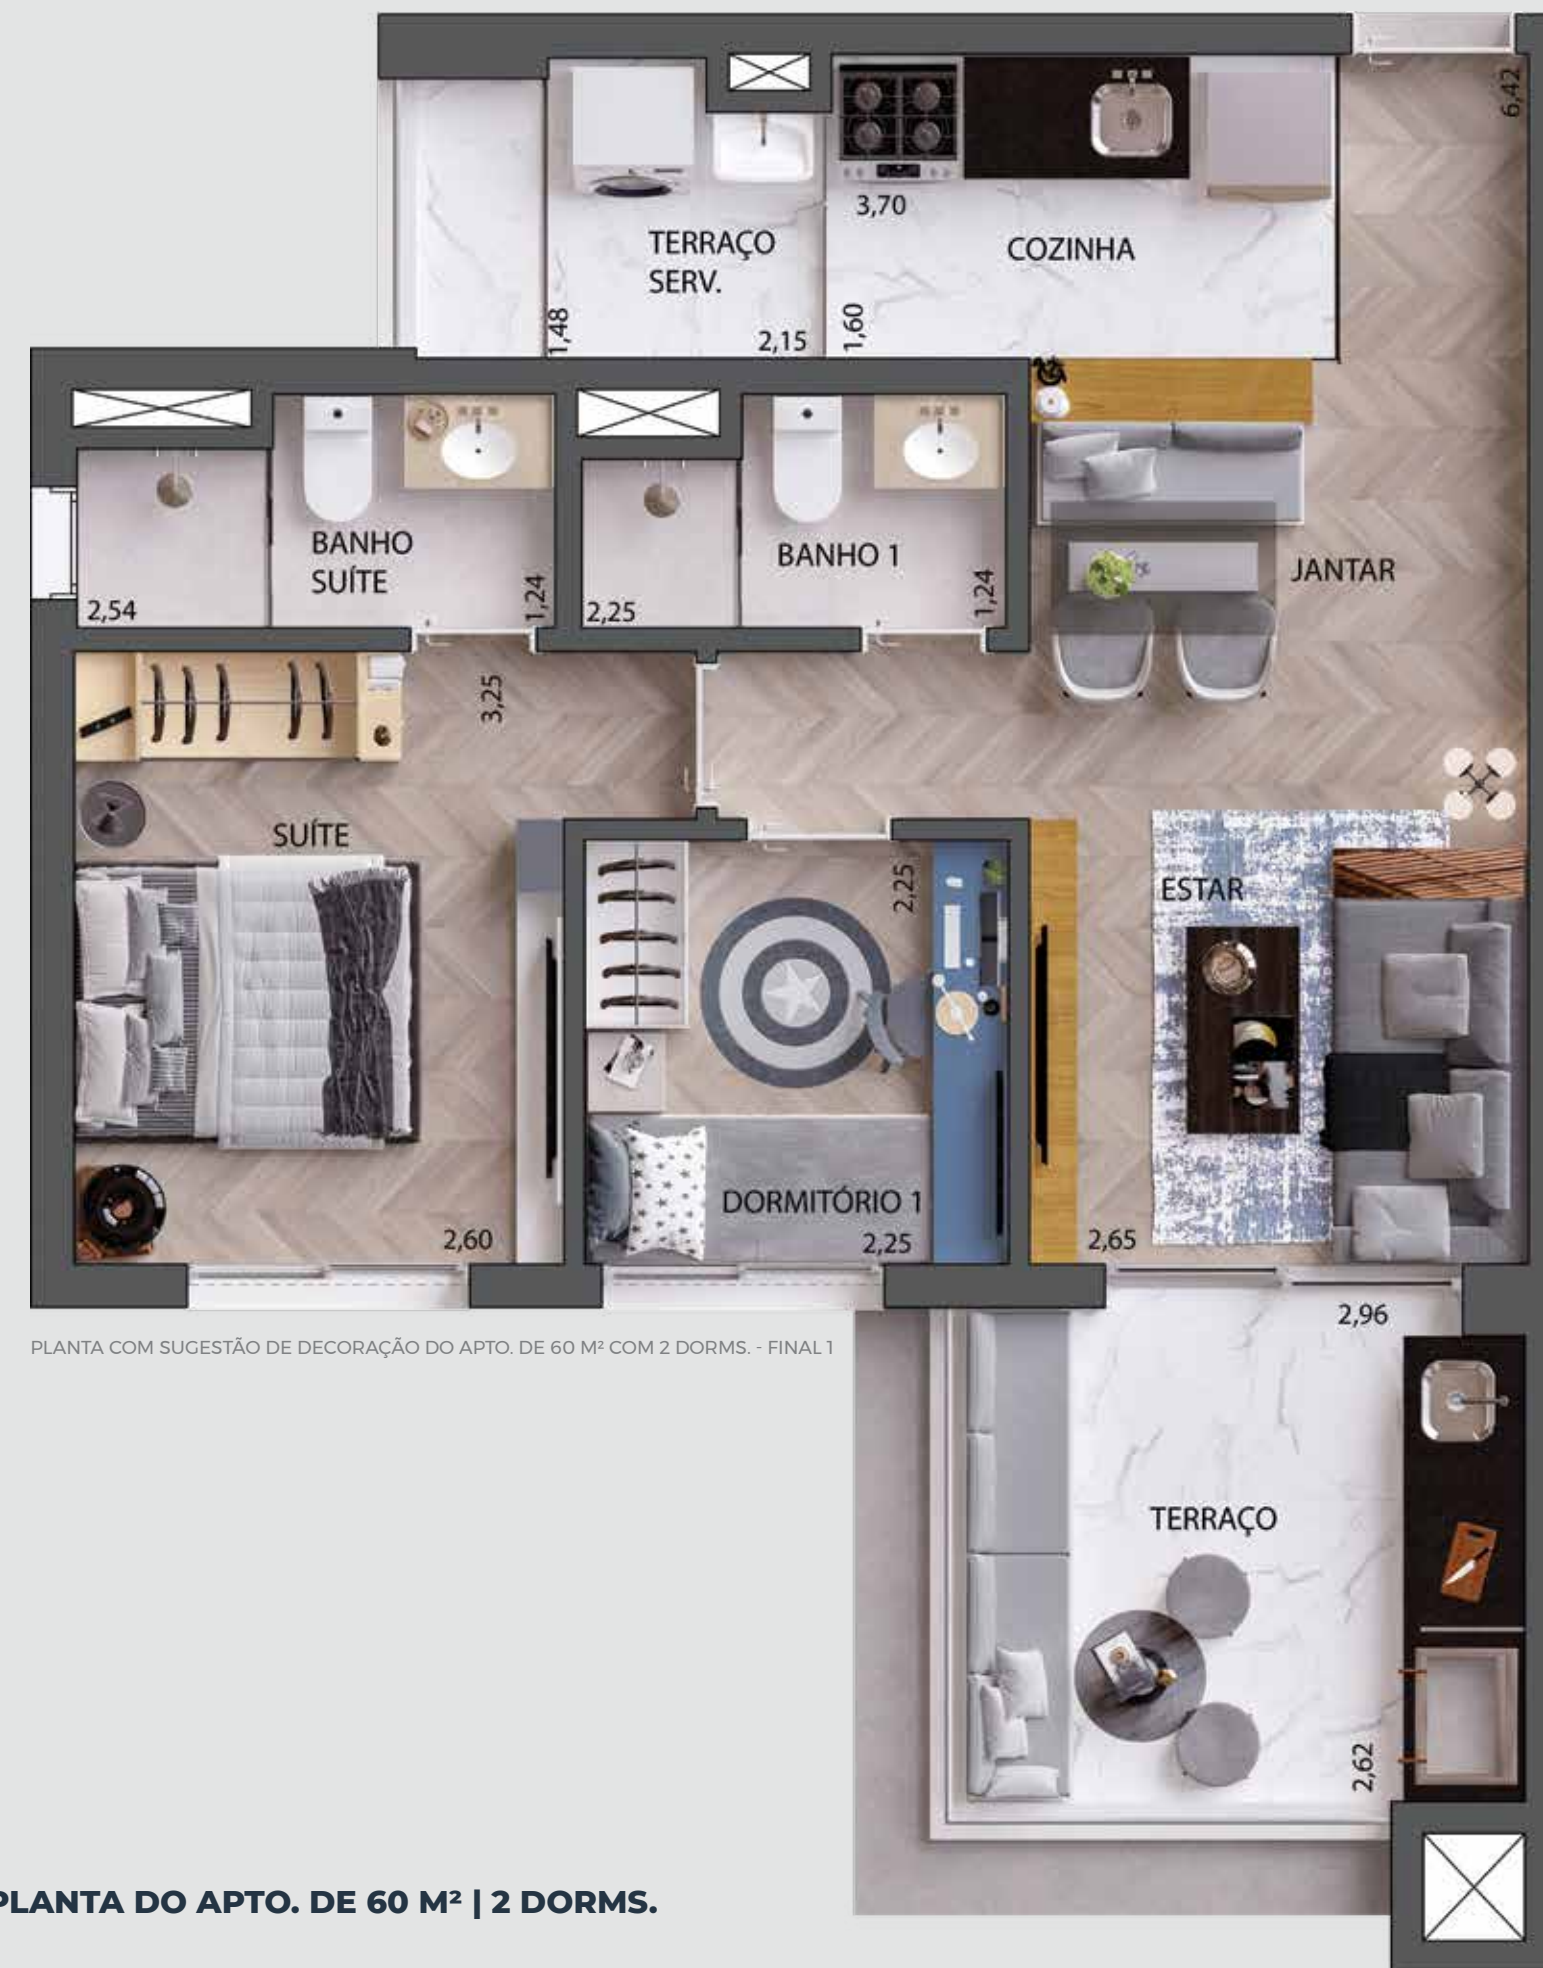 6,42
3,70
TERRAÇO
SERV.
COZINHA
1,48
2,15
1,60
BANHO
SUÍTE
BANHO 1
JANTAR
2,54
1,24
2,25
1,24
3,25
SUÍTE
2,25
ESTAR
DORMITÓRIO 1
2,60
2,25
2,65
2,96
PLANTA COM SUGESTÃO DE DECORAÇÃO DO APTO. DE 60 M² COM 2 DORMS. - FINAL 1
TERRAÇO
2,62
PLANTA DO APTO. DE 60 M² | 2 DORMS.